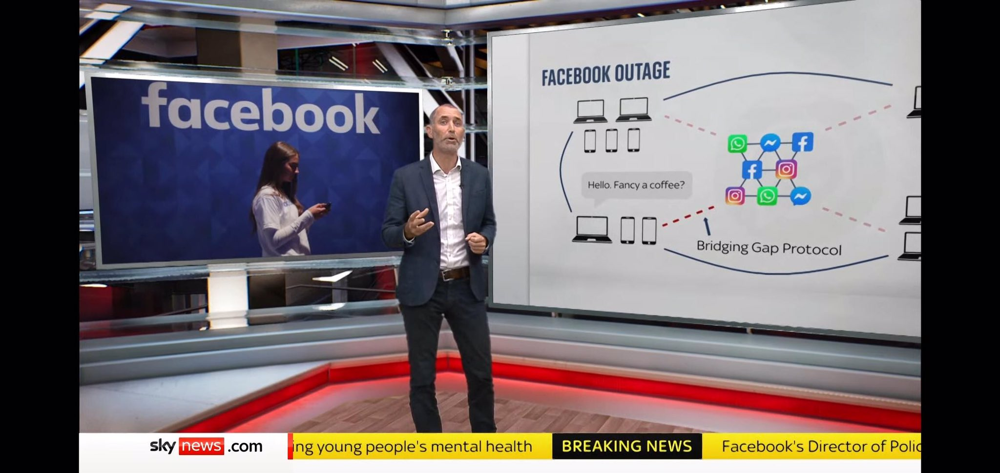 facebook
FACEBOOK OUTAGE
Hello. Fancy a coffee?
Bridging Gap Protocol
sky news .com
ing young people's mental health
BREAKING NEWS
Facebook's Director of Polic